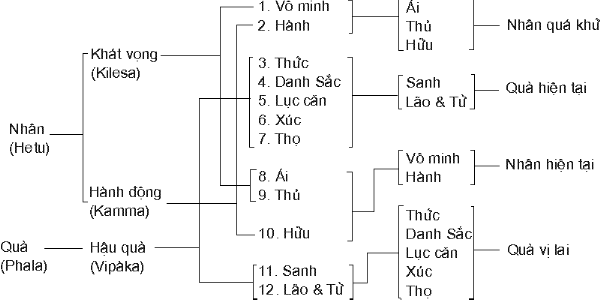 Nhân
(Hetu)
Quả
(Phala)
Khát vọng
(Kilesa)
Hành động
(Kamma)
Hậu quả
(Vipàka)
1. Vô minh
2. Hành
3. Thức
4. Danh Sắc
5. Lục căn
6. Xúc
7. Thọ
8. Ái
9. Thủ
10. Hữu
11. Sanh
12. Lão & Tử
Ái
Thủ
Hữu
Sanh
Lão & Tử
Vô minh
Hành
Thức
Danh Sắc
Lục căn
Xúc
Thọ
Nhân quá khứ
Quả hiện tại
Nhân hiện tại
Quả vị lai